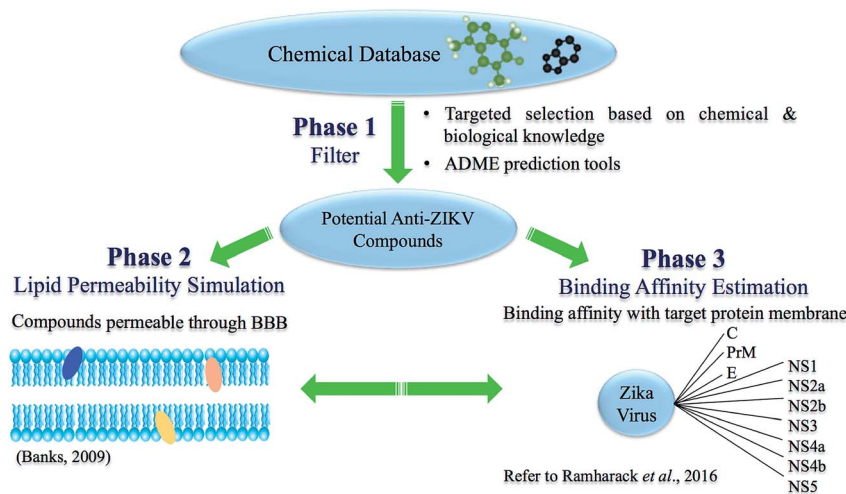 Chemical Database
Phase 1
Filter
• Targeted selection based on chemical &
biological knowledge
• ADME prediction tools
Potential Anti-ZIKV
Compounds
Phase 2
Lipid Permeability Simulation
Compounds permeable through BBB
(Banks, 2009)
Phase 3
Binding Affinity Estimation
Binding affinity with target protein membrane
C
PrM
E
NS1
NS2a
NS2b
NS3
NS4a
NS4b
NS5
Zika
Virus
Refer to Ramharack et al., 2016